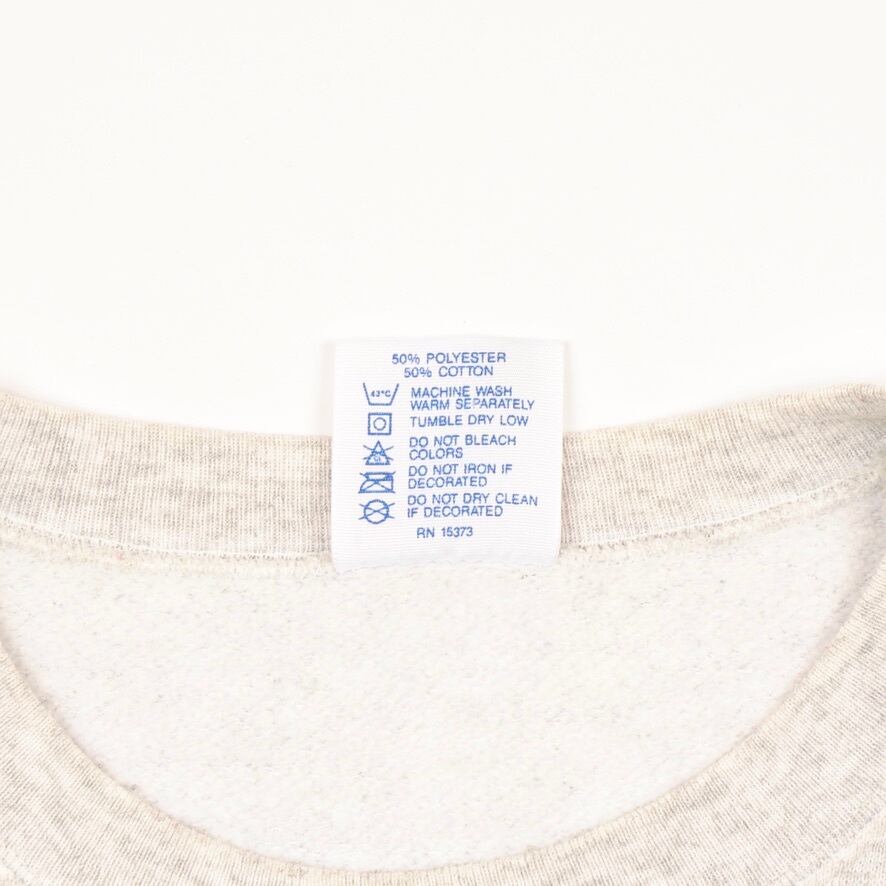 50% POLYESTER
50% COTTON
43°C
MACHINE WASH
WARM SEPARATELY
TUMBLE DRY LOW
CL
DO NOT BLEACH
COLORS
DO NOT IRON IF
DECORATED
DO NOT DRY CLEAN
IF DECORATED
RN 15373